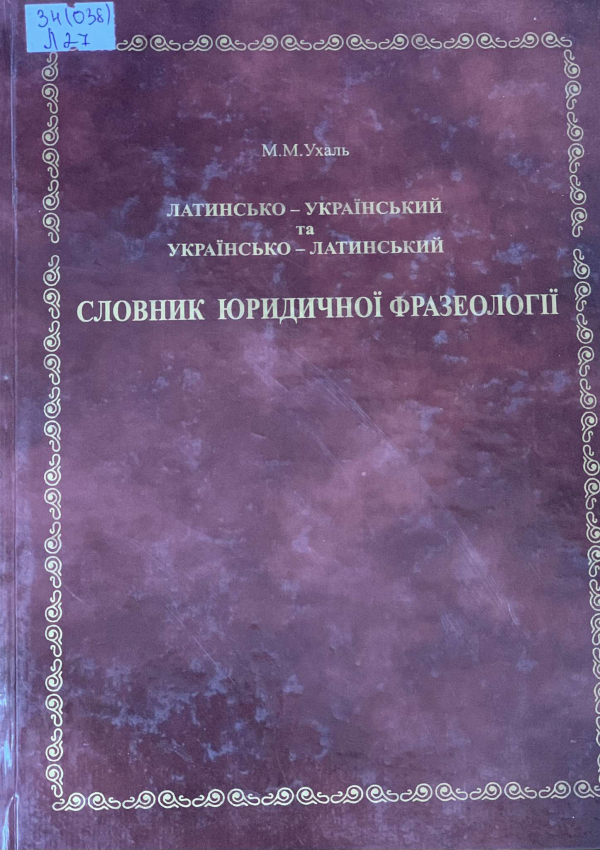 34(038)
Л27
М.М.Ухаль
ЛАТИНСЬКО – УКРАЇНСЬКИЙ
та
УКРАЇНСЬКО – ЛАТИНСЬКИЙ
СЛОВНИК ЮРИДИЧНОЇ ФРАЗЕОЛОГІЇ